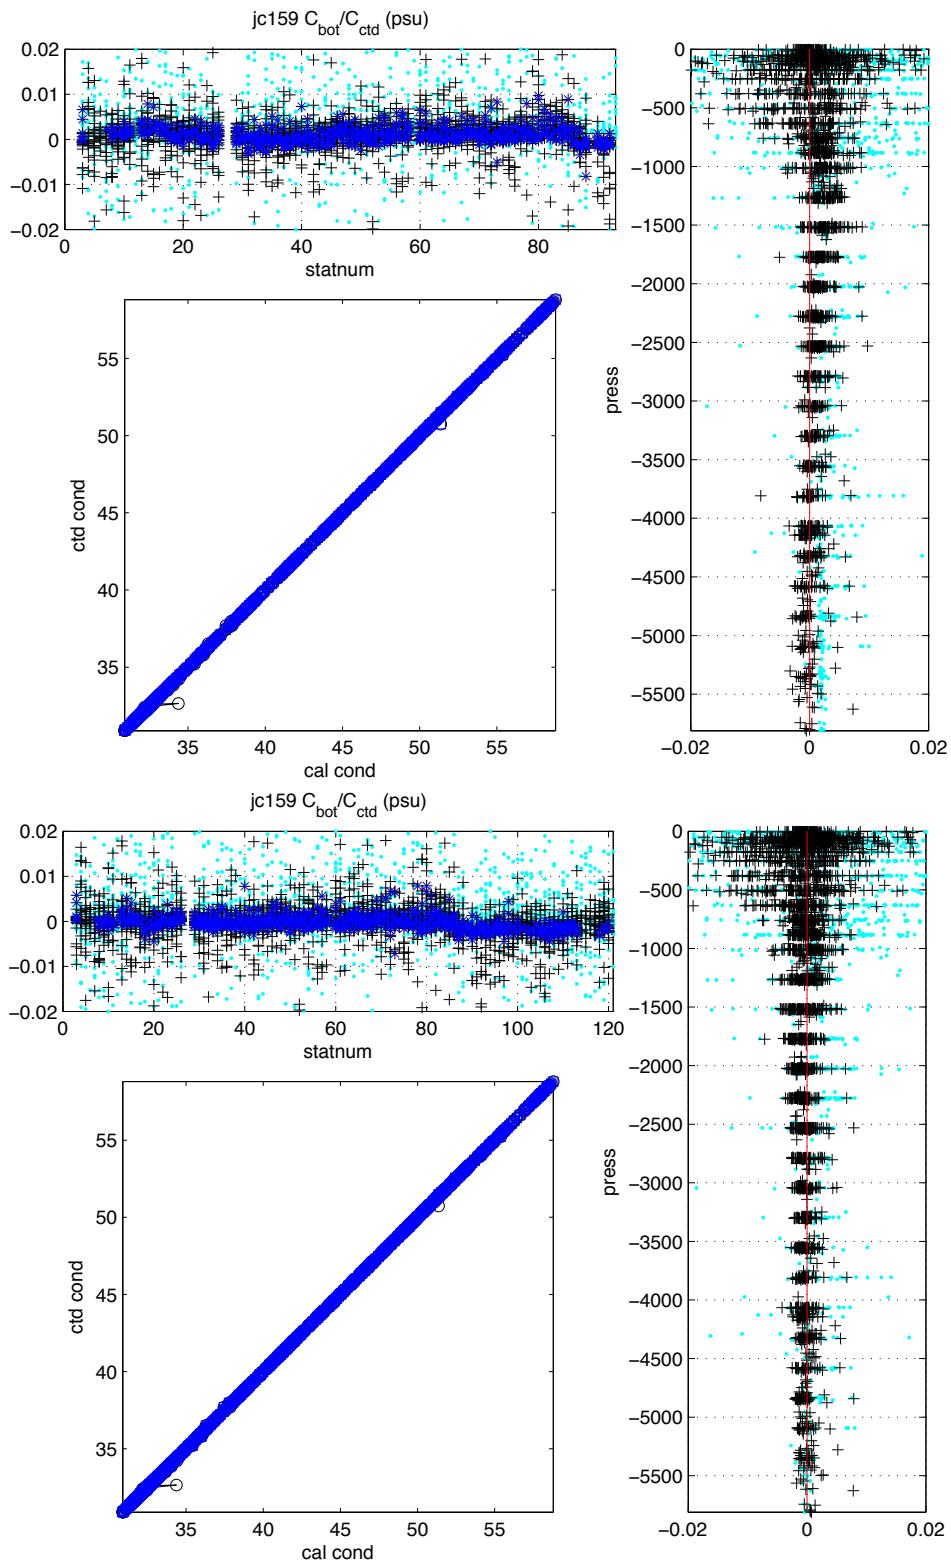 jc159 C_bot/C_ctd (psu)
0.02
0.01
0
−0.01
−0.02
0 20 40 60 80
statnum
55
50
45
40
35
ctd cond
35 40 45 50 55
cal cond
0
−500
−1000
−1500
−2000
−2500
−3000
−3500
−4000
−4500
−5000
−5500
press
−0.02 0 0.02
jc159 C_bot/C_ctd (psu)
0.02
0.01
0
−0.01
−0.02
0 20 40 60 80 100 120
statnum
55
50
45
40
35
ctd cond
35 40 45 50 55
cal cond
0
−500
−1000
−1500
−2000
−2500
−3000
−3500
−4000
−4500
−5000
−5500
press
−0.02 0 0.02